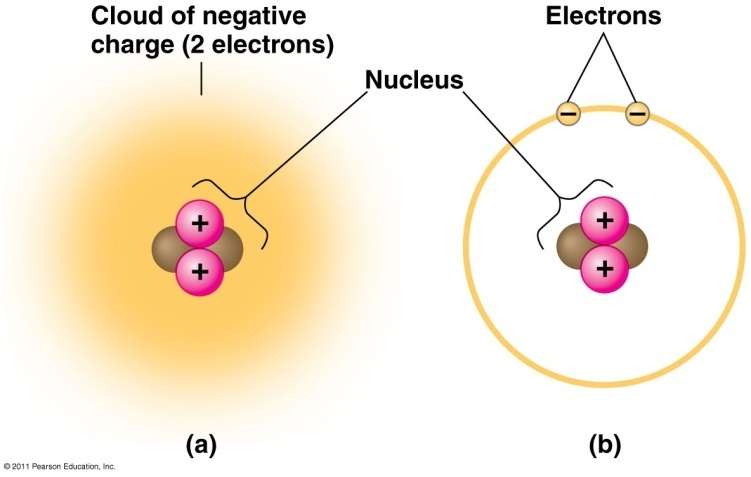 Cloud of negative
charge (2 electrons)
Electrons
Nucleus
− −
+ +
+ +
(a) (b)
© 2011 Pearson Education, Inc.